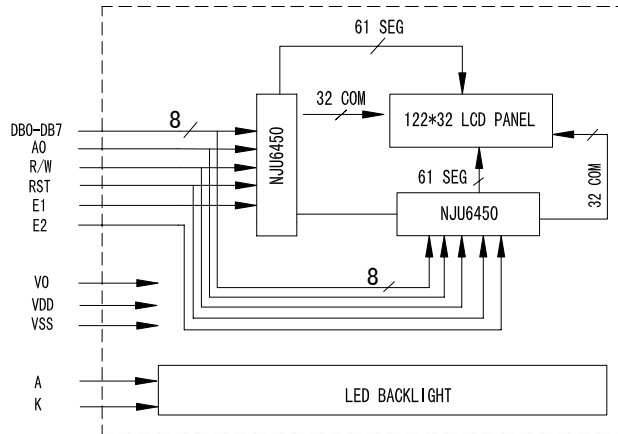 61 SEG
32 COM
122*32 LCD PANEL
DB0-DB7
8
A0
R/W
RST
E1
E2
NJU6450
61 SEG
32 COM
NJU6450
8
V0
VDD
VSS
A
K
LED BACKLIGHT